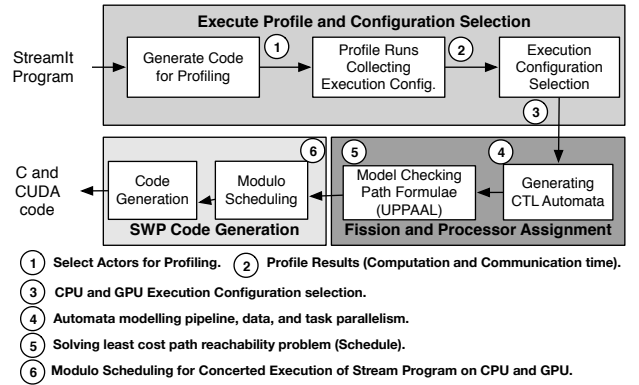 Execute Profile and Configuration Selection
StreamIt
Program
Generate Code
for Profiling
1
Profile Runs
Collecting
Execution Config.
2
Execution
Configuration
Selection
3
C and
CUDA
code
Code
Generation
Modulo
Scheduling
6
5
Model Checking
Path Formulae
(UPPAAL)
4
Generating
CTL Automata
SWP Code Generation
Fission and Processor Assignment
1 Select Actors for Profiling. 2 Profile Results (Computation and Communication time).
3 CPU and GPU Execution Configuration selection.
4 Automata modelling pipeline, data, and task parallelism.
5 Solving least cost path reachability problem (Schedule).
6 Modulo Scheduling for Concerted Execution of Stream Program on CPU and GPU.